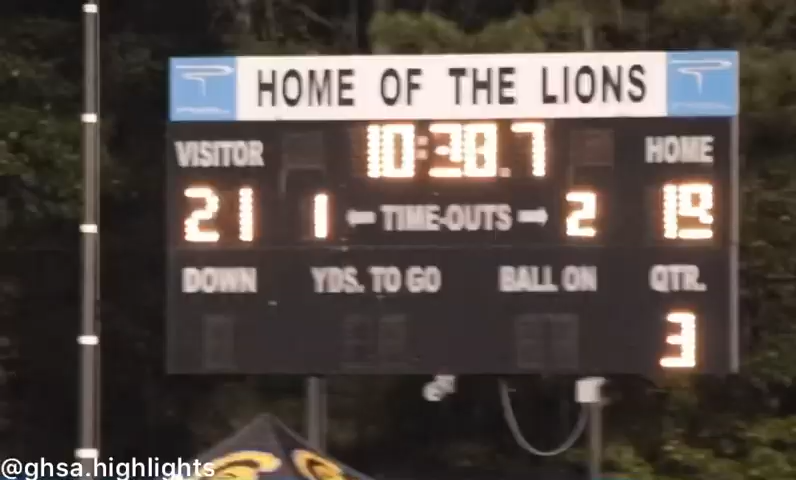 HOME OF THE LIONS
10:38.7
VISITOR HOME
21 1 ← TIME-OUTS → 2 19
DOWN YDS. TO GO BALL ON QTR.
3
@ghsa.highlights